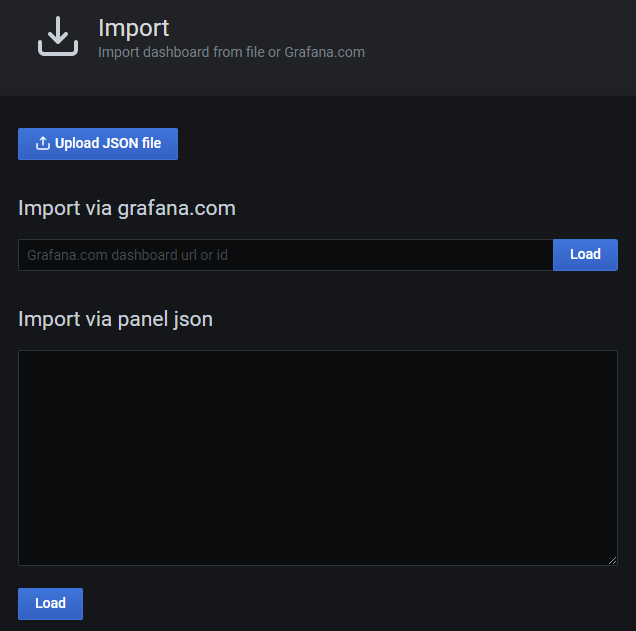 Import
Import dashboard from file or Grafana.com
Upload JSON file
Import via grafana.com
Grafana.com dashboard url or id
Load
Import via panel json
Load